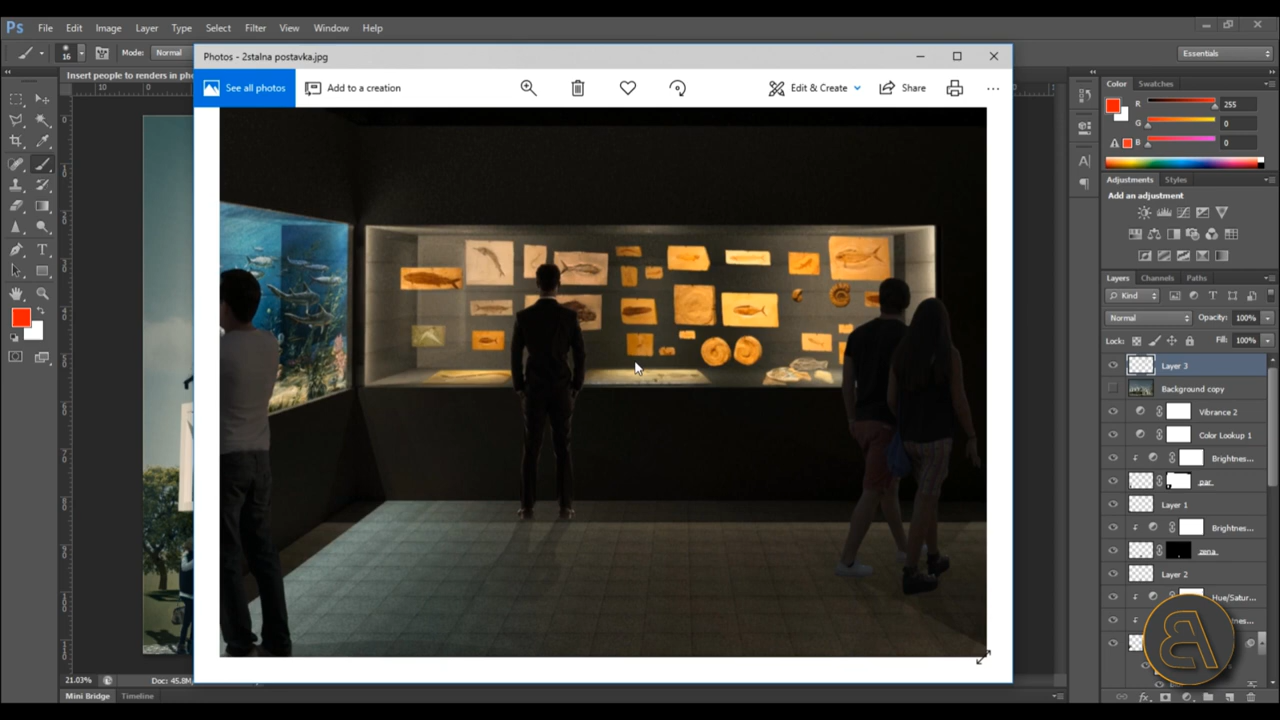 Ps File Edit Image Layer Type Select Filter View Window Help
16 Mode: Normal Essentials
Photos - 2stalna postavka.jpg
See all photos Add to a creation Edit & Create Share
Insert people to renders in pho
Color Swatches
R 255
G 0
B 0
Adjustments Styles
Add an adjustment
Layers Channels Paths
Kind
Normal Opacity: 100%
Lock: Fill: 100%
Layer 3
Background copy
Vibrance 2
Color Lookup 1
Brightnes...
par
Layer 1
Brightnes...
zena
Layer 2
Hue/Satur...
21.03% Doc: 45.8M
Mini Bridge Timeline